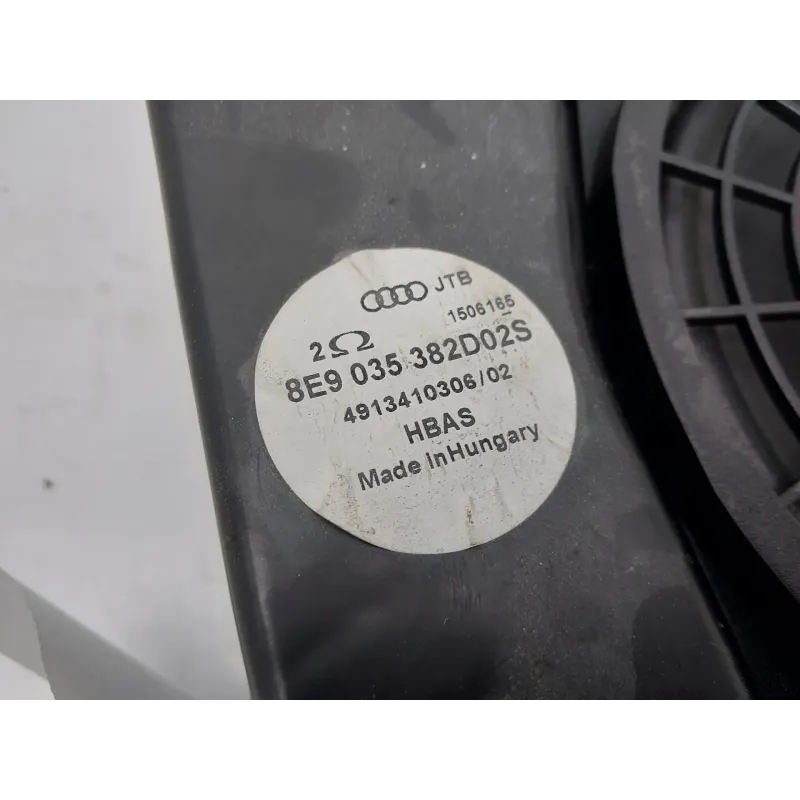 JTB
1506165
2Ω
8E9 035 382D02S
4913410306/02
HBAS
Made InHungary